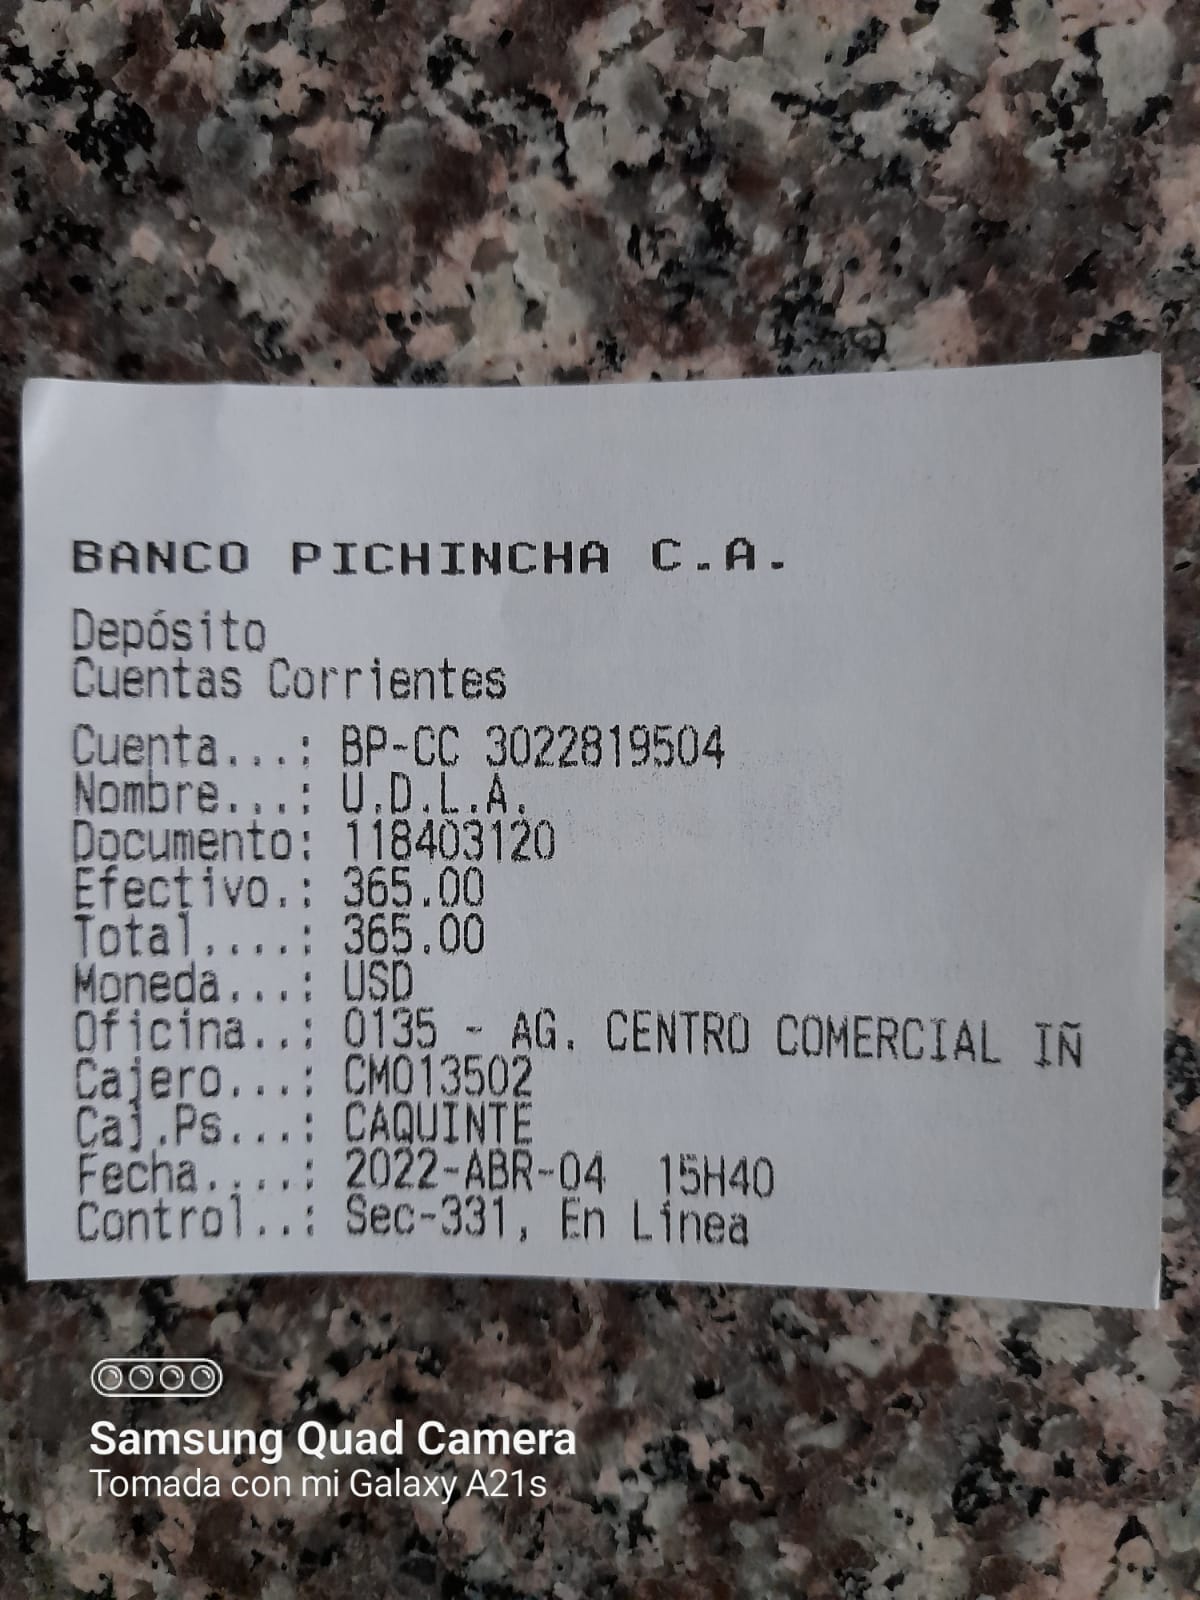 BANCO PICHINCHA C.A.
Depósito
Cuentas Corrientes
Cuenta...: BP-CC 3022819504
Nombre...: U.D.L.A.
Documento: 118403120
Efectivo.: 365.00
Total....: 365.00
Moneda...: USD
Oficina..: 0135 - AG. CENTRO COMERCIAL IÑ
Cajero...: CM013502
Caj.Ps...: CAQUINTE
Fecha....: 2022-ABR-04 15H40
Control..: Sec-331, En Línea
Samsung Quad Camera
Tomada con mi Galaxy A21s